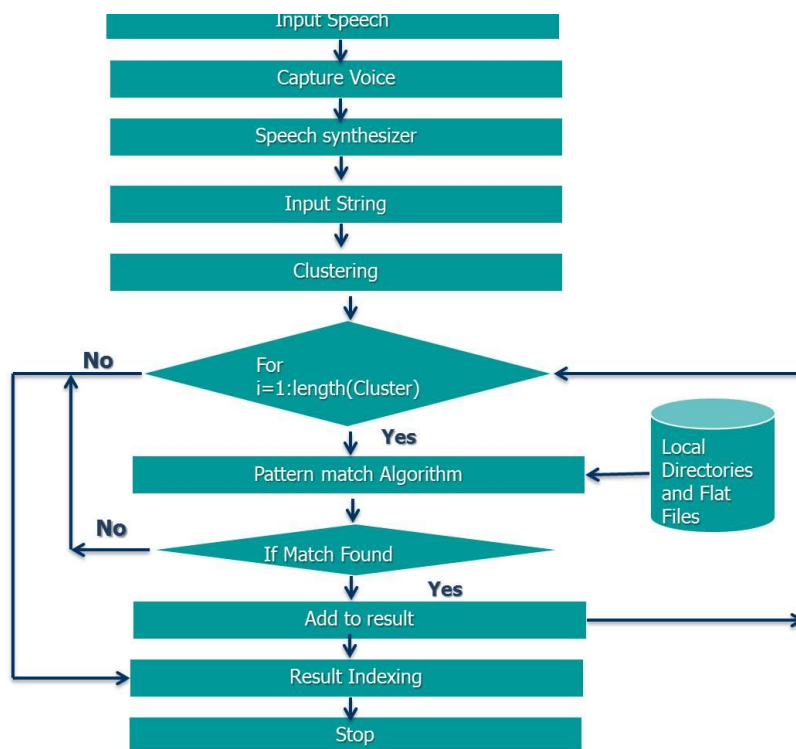 Input Speech
Capture Voice
Speech synthesizer
Input String
Clustering
No
For
i=1:length(Cluster)
Yes
Local
Directories
and Flat
Files
Pattern match Algorithm
No
If Match Found
Yes
Add to result
Result Indexing
Stop